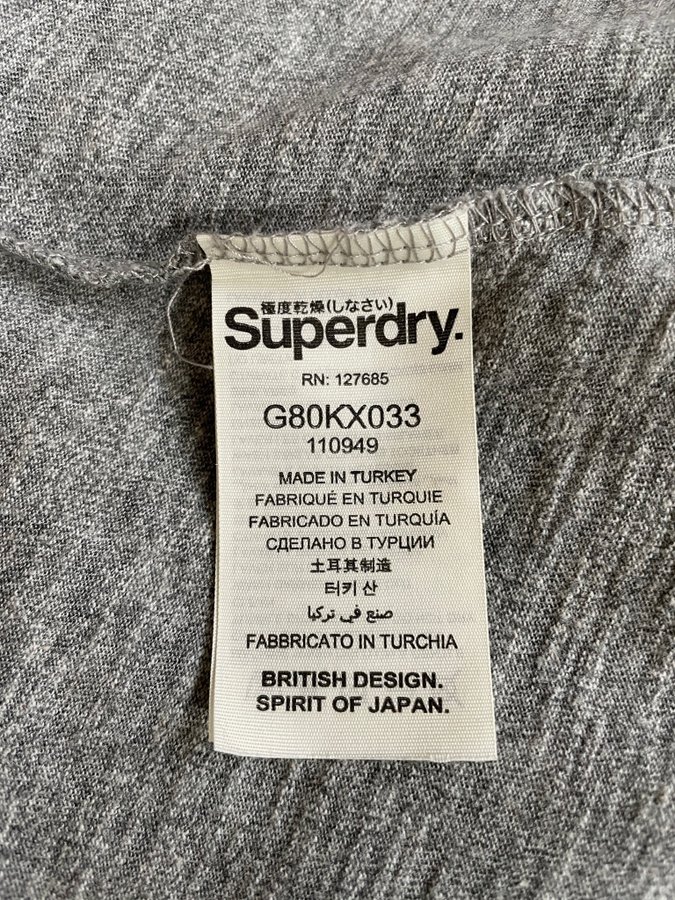 極度乾燥(しなさい)
Superdry.
RN: 127685
G80KX033
110949
MADE IN TURKEY
FABRIQUÉ EN TURQUIE
FABRICADO EN TURQUÍA
СДЕЛАНО В ТУРЦИИ
土耳其制造
터키 산
صنع في تركيا
FABBRICATO IN TURCHIA
BRITISH DESIGN.
SPIRIT OF JAPAN.